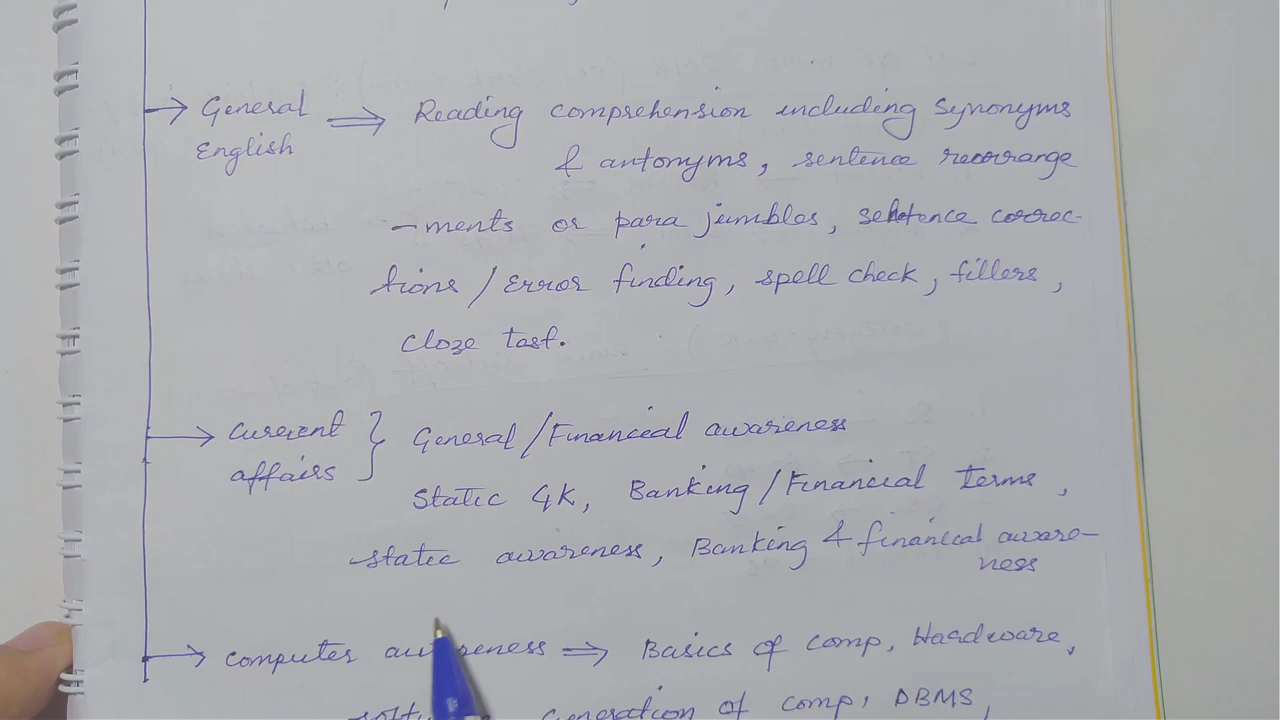 General English ⇒ Reading comprehension including synonyms
& antonyms, sentence rearrange
-ments or para jumbles, sentence correc-
tions / Error finding, spell check, fillers,
Cloze test.
Current affairs } General / Financial awareness
Static GK, Banking / Financial terms,
static awareness, Banking & financial aware-
ness
computer awareness ⇒ Basics of comp, Hardware,
Generation of comp, DBMS,